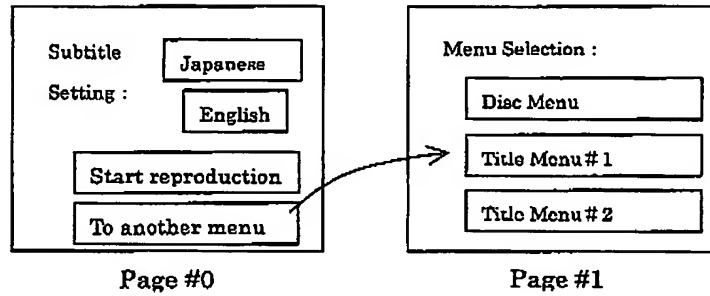 Subtitle
Setting :
Japanese
English
Start reproduction
To another menu
Page #0
Menu Selection :
Disc Menu
Title Menu # 1
Title Menu # 2
Page #1